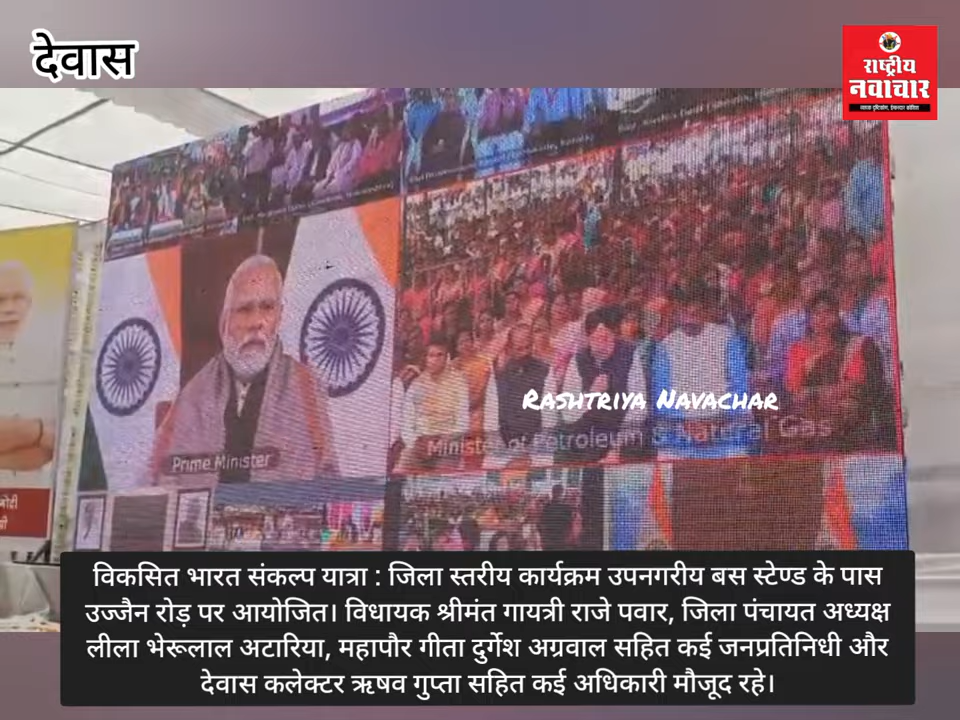 देवास
राष्ट्रीय
नवाचार
Prime Minister
RASHTRIYA NAVACHAR
Minister of Petroleum & Natural Gas
विकसित भारत संकल्प यात्रा : जिला स्तरीय कार्यक्रम उपनगरीय बस स्टेण्ड के पास
उज्जैन रोड़ पर आयोजित। विधायक श्रीमंत गायत्री राजे पवार, जिला पंचायत अध्यक्ष
लीला भेरूलाल अटारिया, महापौर गीता दुर्गेश अग्रवाल सहित कई जनप्रतिनिधी और
देवास कलेक्टर ऋषव गुप्ता सहित कई अधिकारी मौजूद रहे।